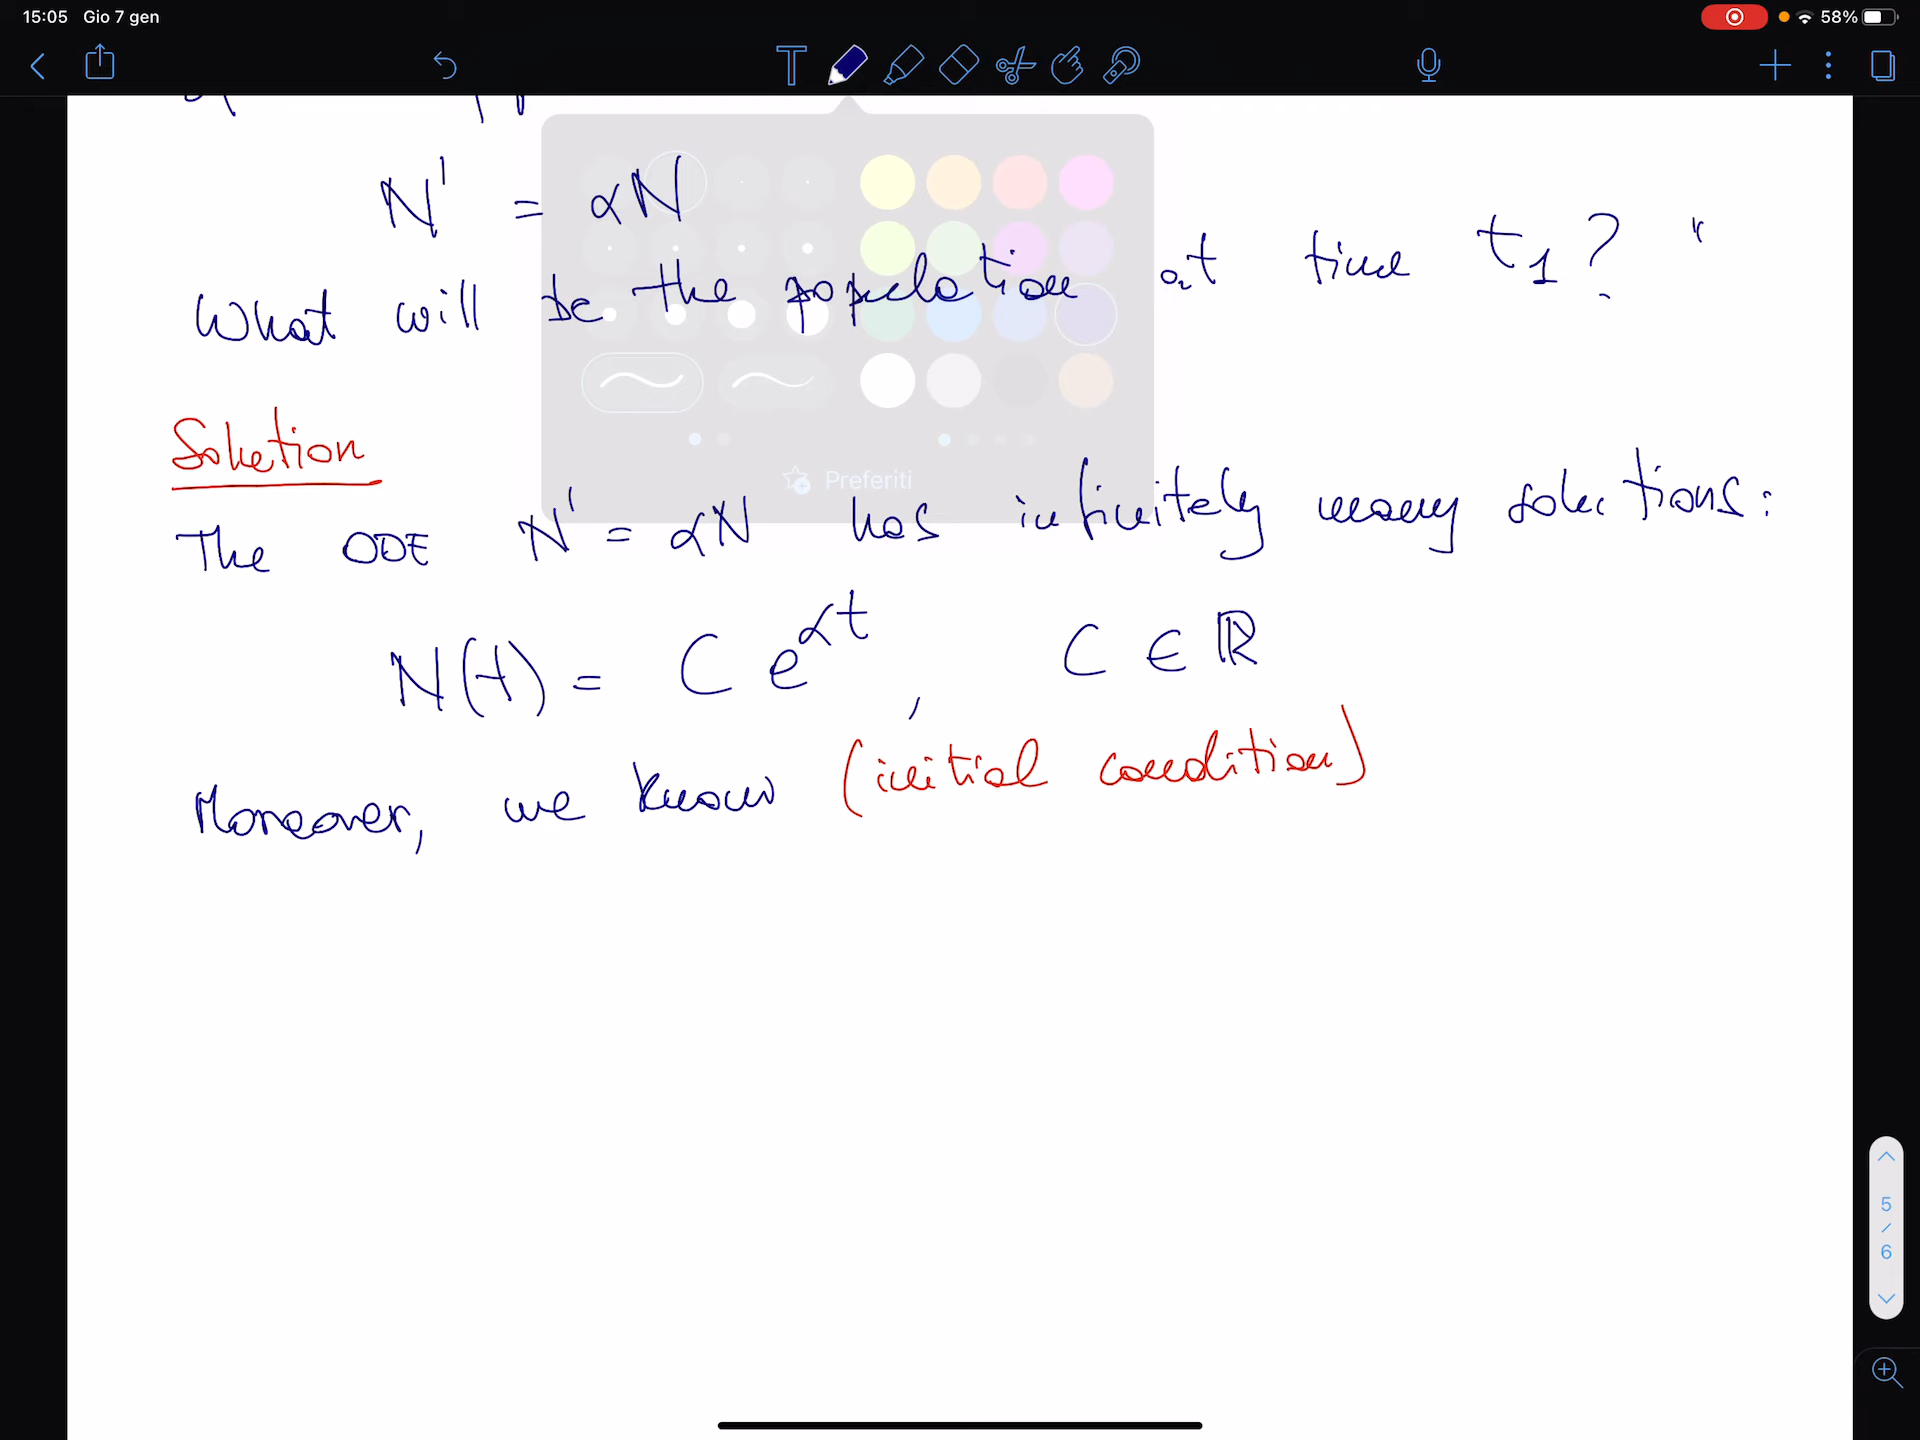 15:05 Gio 7 gen
58%
N' = αN
What will be the population at time t₁? "
Solution
The ODE N' = αN has infinitely many solutions:
N(t) = C e^{αt}, C ∈ ℝ
Moreover, we know (initial condition)
Preferiti
5
/
6